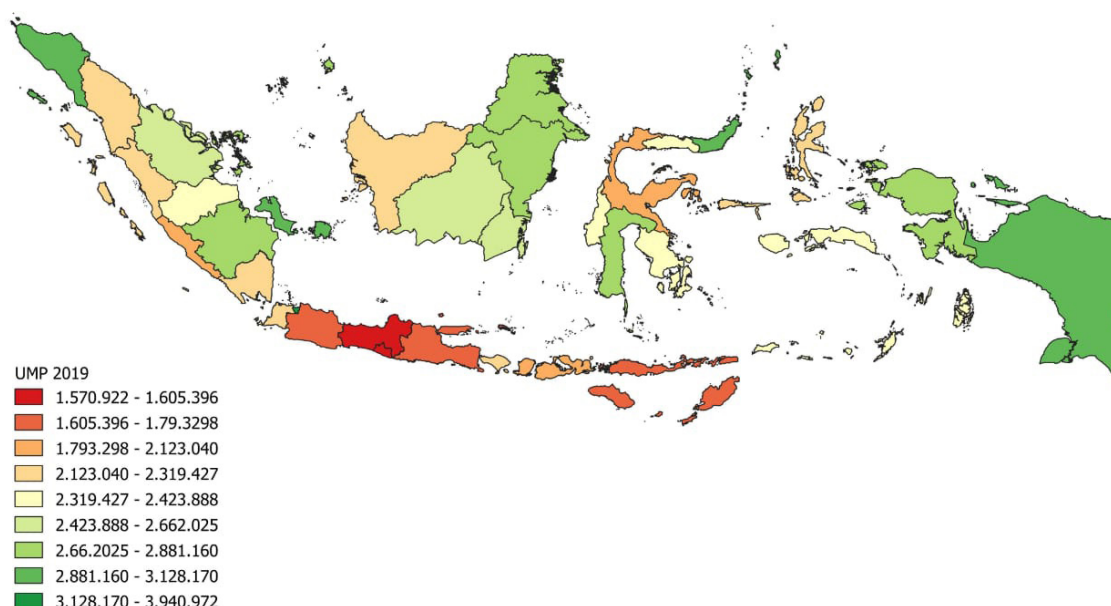 UMP 2019
1.570.922 - 1.605.396
1.605.396 - 1.79.3298
1.793.298 - 2.123.040
2.123.040 - 2.319.427
2.319.427 - 2.423.888
2.423.888 - 2.662.025
2.66.2025 - 2.881.160
2.881.160 - 3.128.170
3.128.170 - 3.940.972